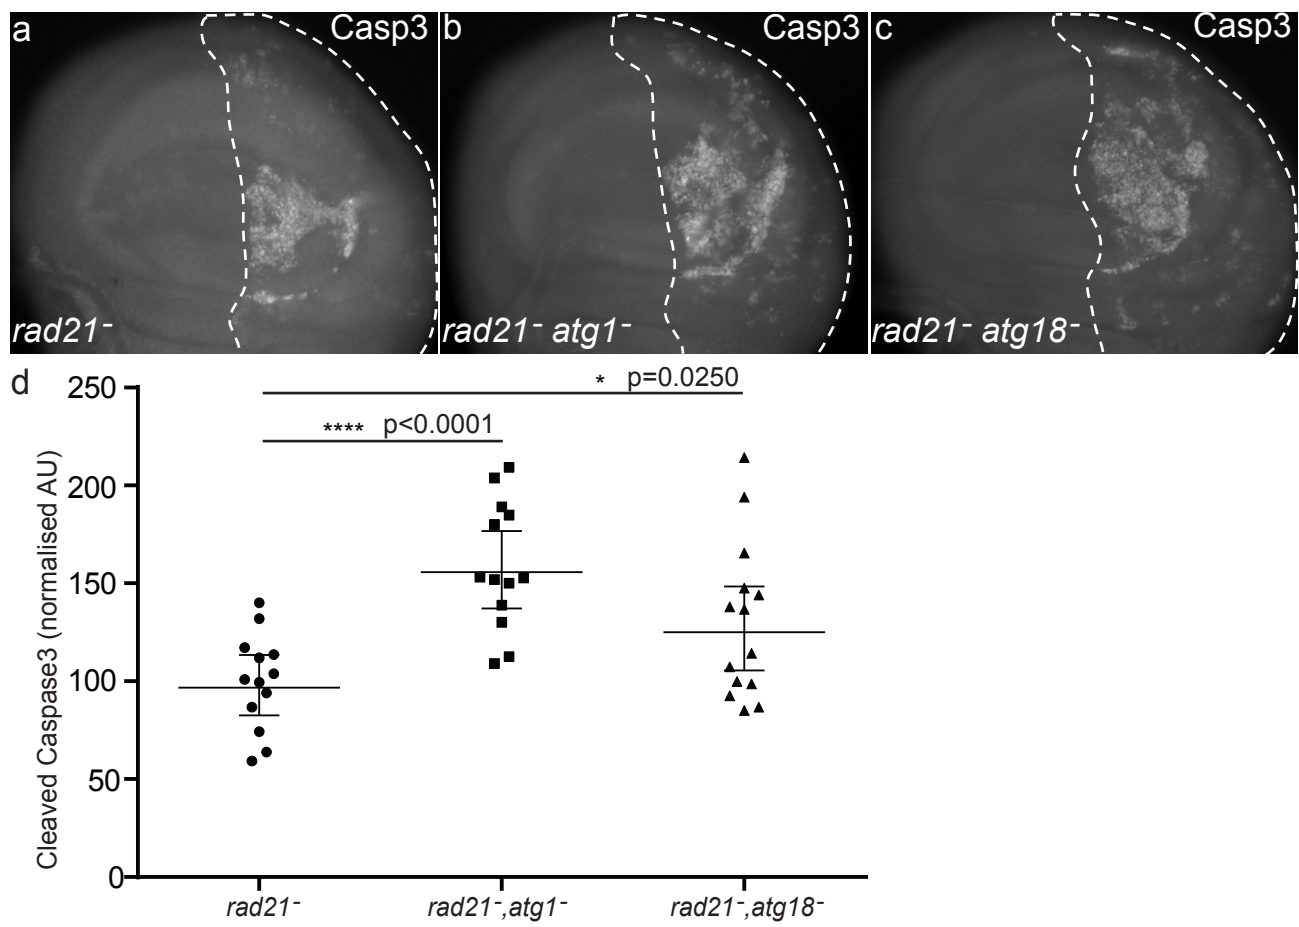 a
Casp3
rad21⁻
b
Casp3
rad21⁻ atg1⁻
c
Casp3
rad21⁻ atg18⁻
d
Cleaved Caspase3 (normalised AU)
250
200
150
100
50
0
* p=0.0250
**** p<0.0001
rad21⁻
rad21⁻,atg1⁻
rad21⁻,atg18⁻